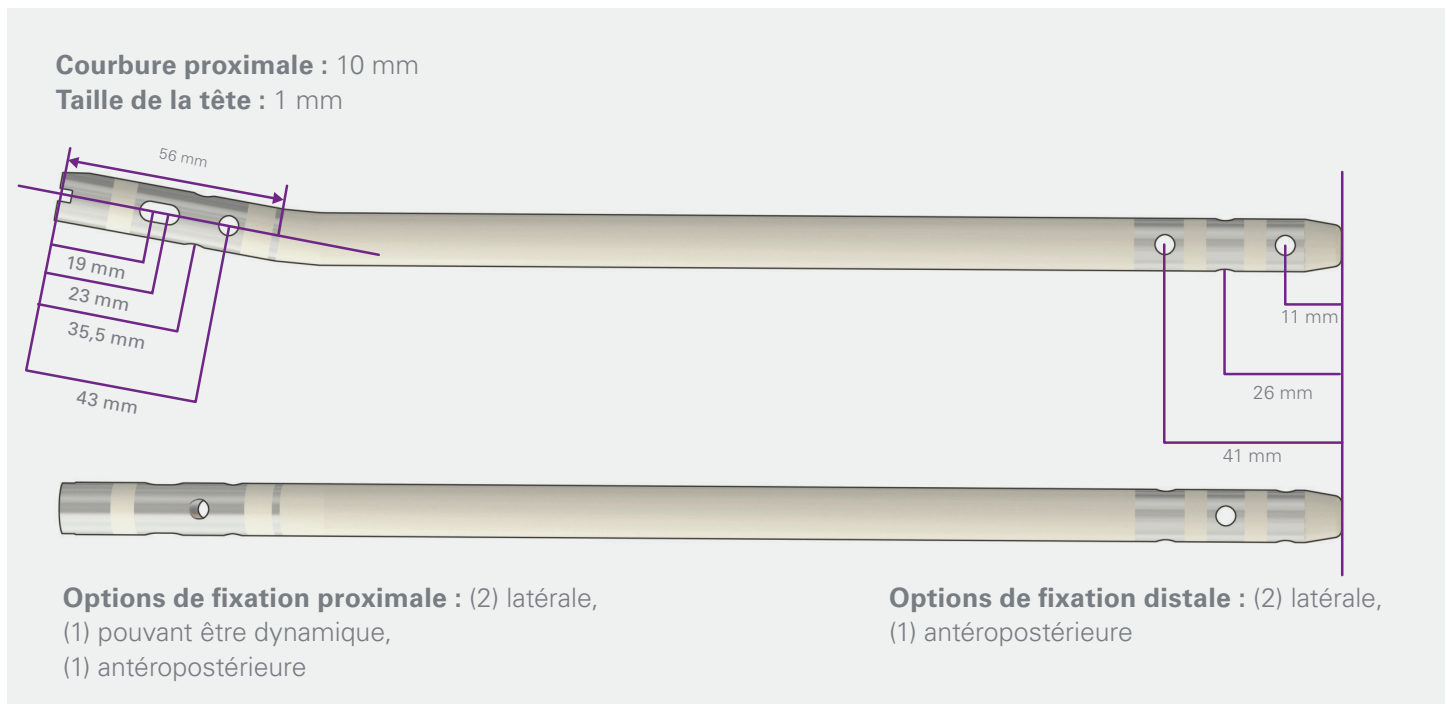 Courbure proximale : 10 mm
Taille de la tête : 1 mm
56 mm
19 mm
23 mm
35,5 mm
43 mm
11 mm
26 mm
41 mm
Options de fixation proximale : (2) latérale,
(1) pouvant être dynamique,
(1) antéropostérieure
Options de fixation distale : (2) latérale,
(1) antéropostérieure